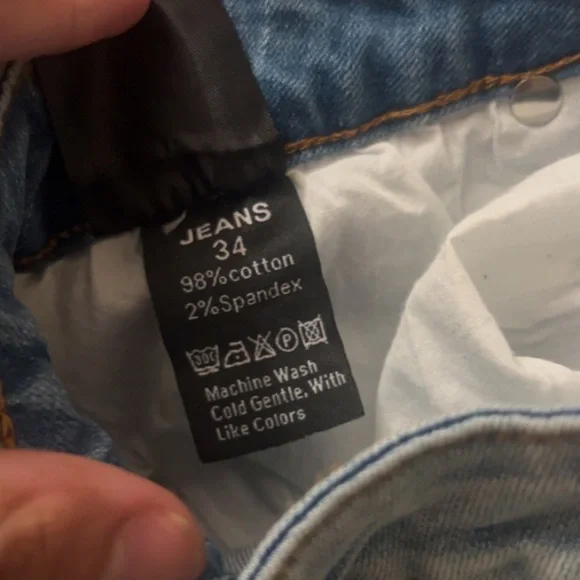 JEANS
34
98%cotton
2%Spandex
30C P
Machine Wash
Cold Gentle, With
Like Colors